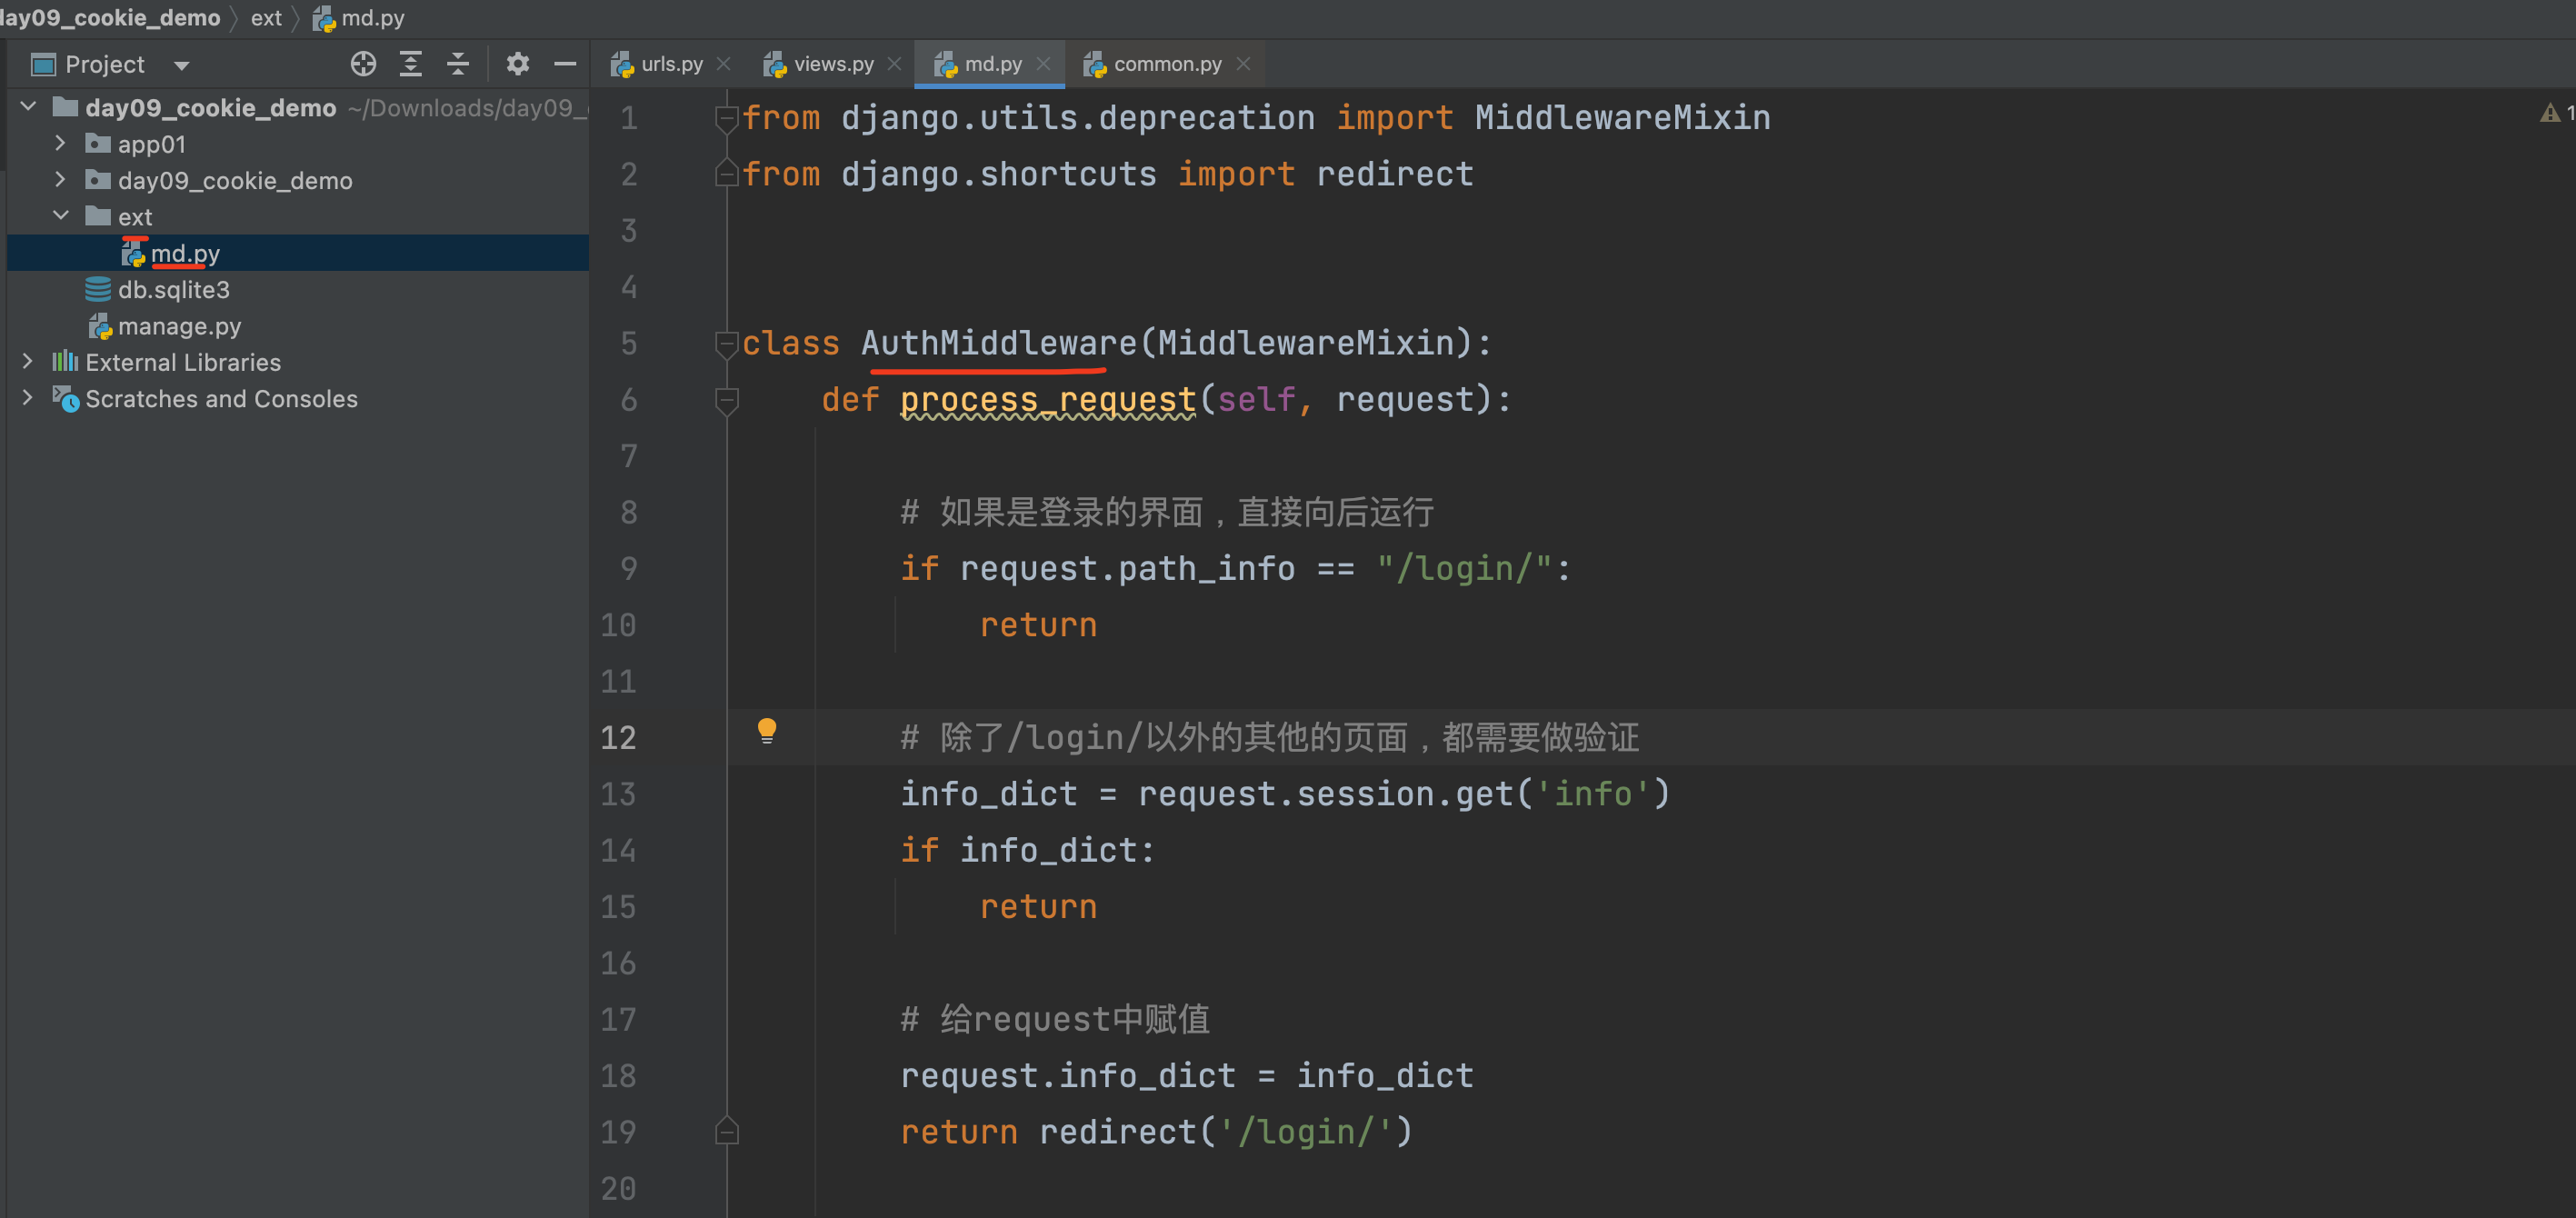 day09_cookie_demo ext md.py
Project
urls.py views.py md.py common.py
day09_cookie_demo ~/Downloads/day09_
app01
day09_cookie_demo
ext
md.py
db.sqlite3
manage.py
External Libraries
Scratches and Consoles
1 from django.utils.deprecation import MiddlewareMixin
2 from django.shortcuts import redirect
3
4
5 class AuthMiddleware(MiddlewareMixin):
6 def process_request(self, request):
7
8 # 如果是登录的界面，直接向后运行
9 if request.path_info == "/login/":
10 return
11
12 # 除了/login/以外的其他的页面，都需要做验证
13 info_dict = request.session.get('info')
14 if info_dict:
15 return
16
17 # 给request中赋值
18 request.info_dict = info_dict
19 return redirect('/login/')
20
1